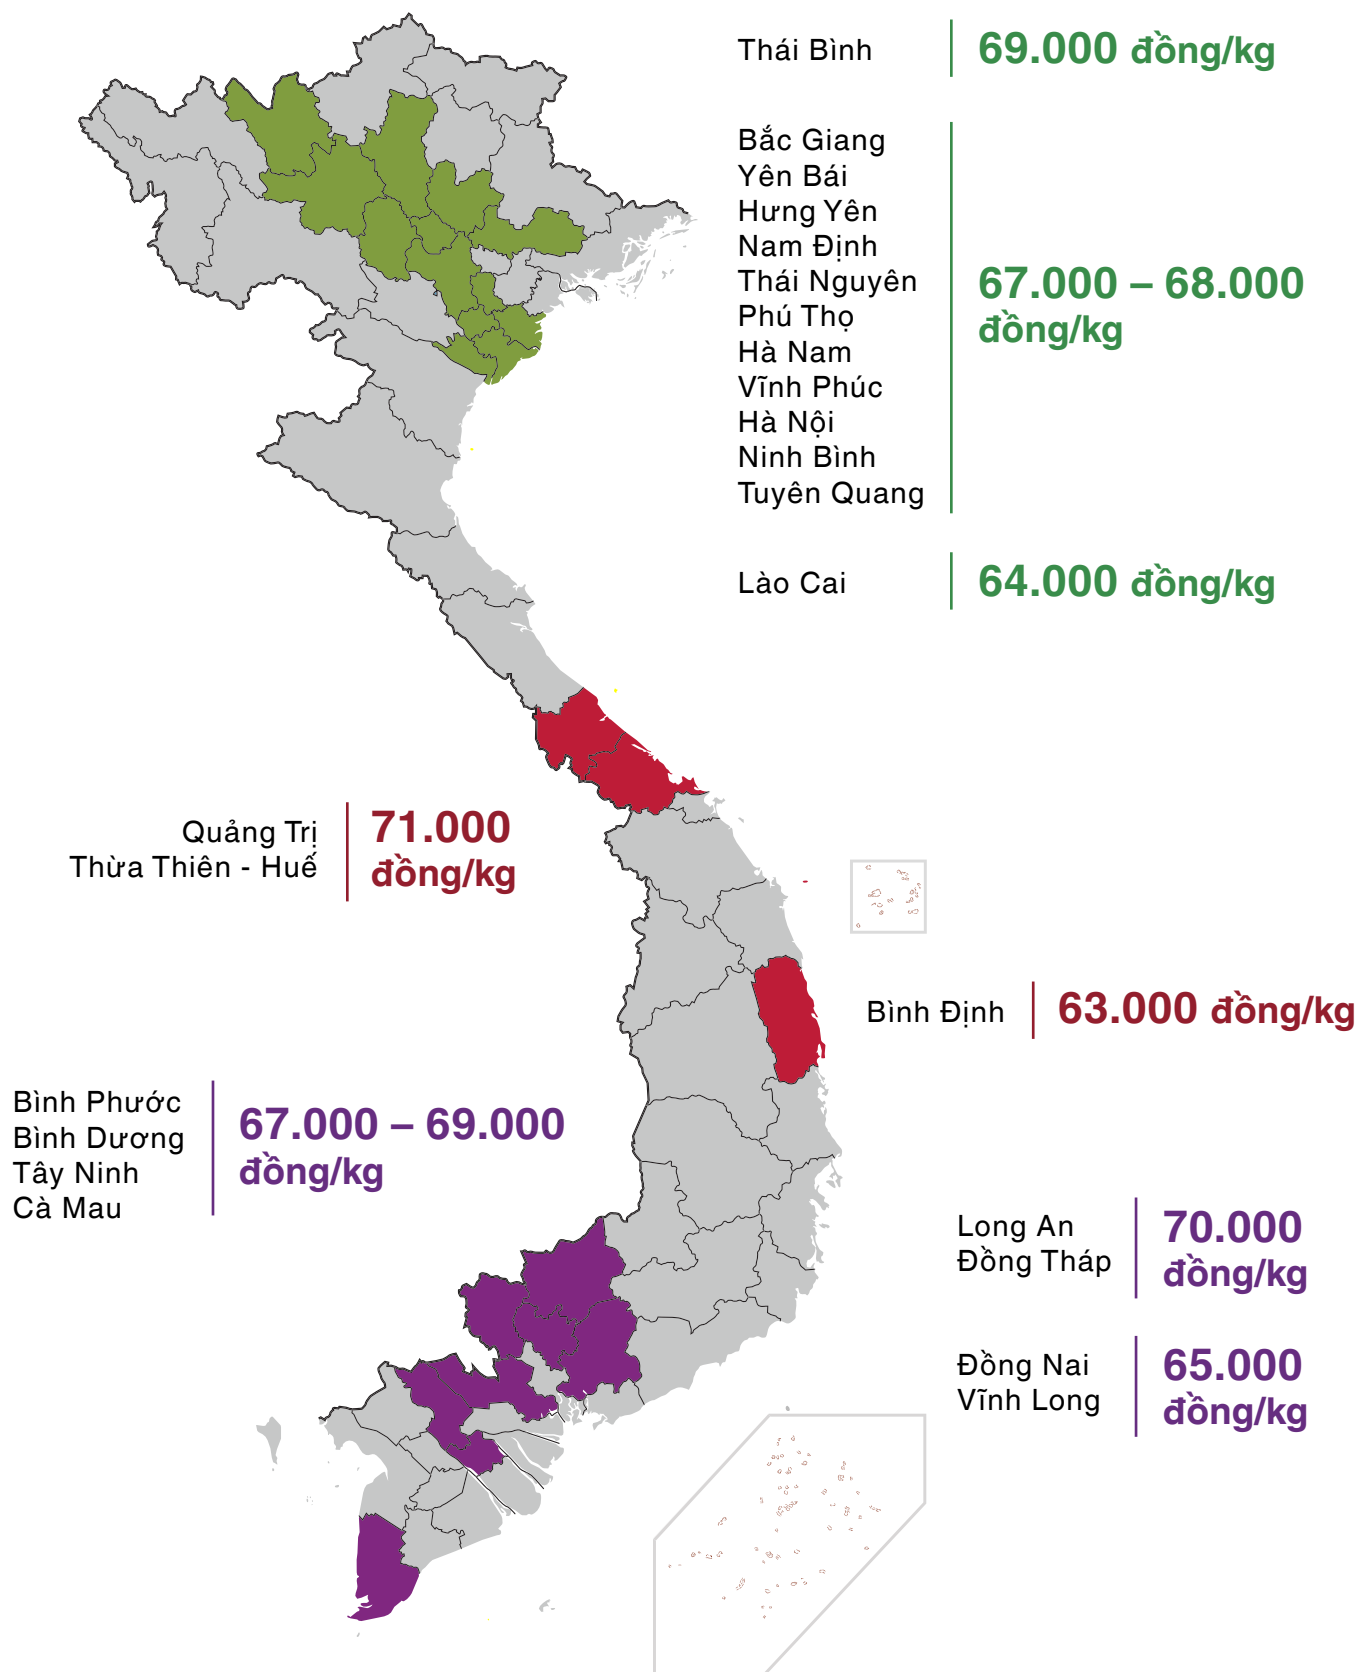 Thái Bình
69.000 đồng/kg
Bắc Giang
Yên Bái
Hưng Yên
Nam Định
Thái Nguyên
Phú Thọ
Hà Nam
Vĩnh Phúc
Hà Nội
Ninh Bình
Tuyên Quang
67.000 – 68.000
đồng/kg
Lào Cai
64.000 đồng/kg
Quảng Trị
Thừa Thiên - Huế
71.000
đồng/kg
Bình Định
63.000 đồng/kg
Bình Phước
Bình Dương
Tây Ninh
Cà Mau
67.000 – 69.000
đồng/kg
Long An
Đồng Tháp
70.000
đồng/kg
Đồng Nai
Vĩnh Long
65.000
đồng/kg